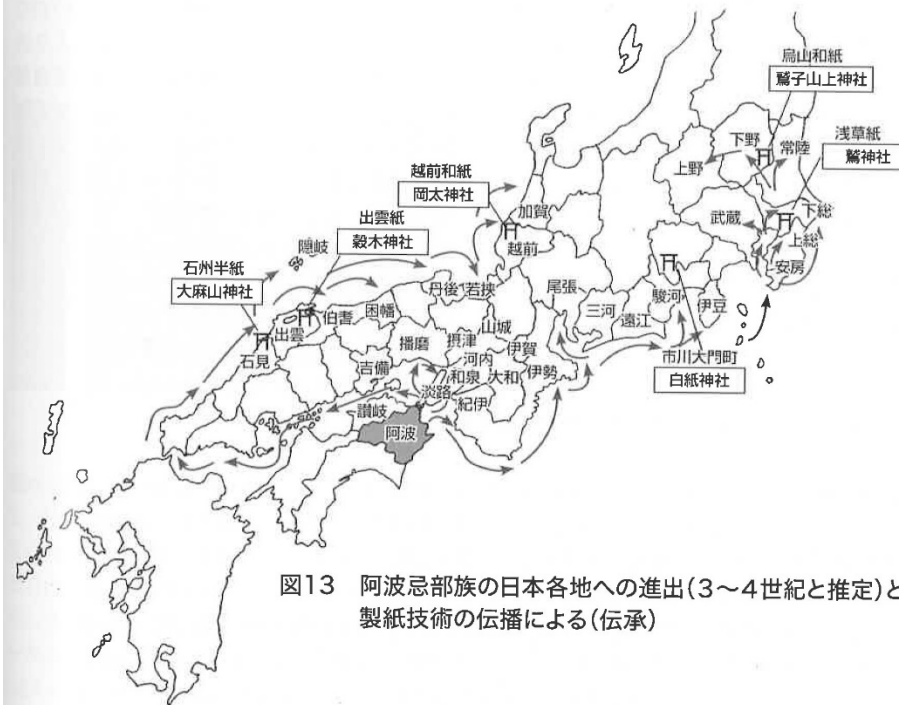 烏山和紙
鷲子山上神社
浅草紙
鷲神社
下野
常陸
上野
越前和紙
岡太神社
加賀
武蔵
下総
出雲紙
穀木神社
越前
上総
隠岐
安房
石州半紙
大麻山神社
丹後
若狭
尾張
駿河
伊豆
三河
遠江
因幡
伯耆
出雲
石見
山城
播磨
摂津
伊賀
河内
市川大門町
白紙神社
吉備
和泉
大和
伊勢
淡路
紀伊
讃岐
阿波
図13 阿波忌部族の日本各地への進出(3～4世紀と推定)と
製紙技術の伝播による(伝承)